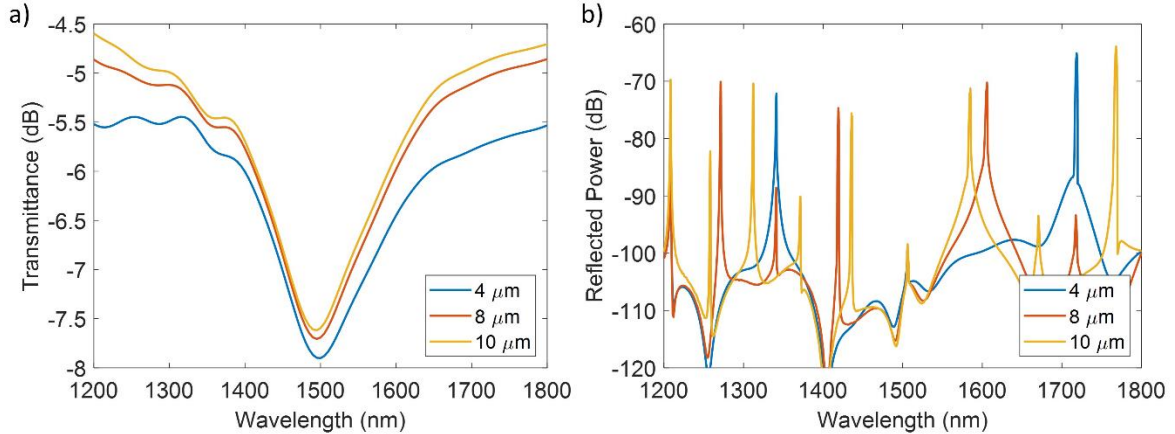 a)
Transmittance (dB)
-4.5
-5
-5.5
-6
-6.5
-7
-7.5
-8
1200 1300 1400 1500 1600 1700 1800
Wavelength (nm)
4 μm
8 μm
10 μm
b)
Reflected Power (dB)
-60
-70
-80
-90
-100
-110
-120
1200 1300 1400 1500 1600 1700 1800
Wavelength (nm)
4 μm
8 μm
10 μm